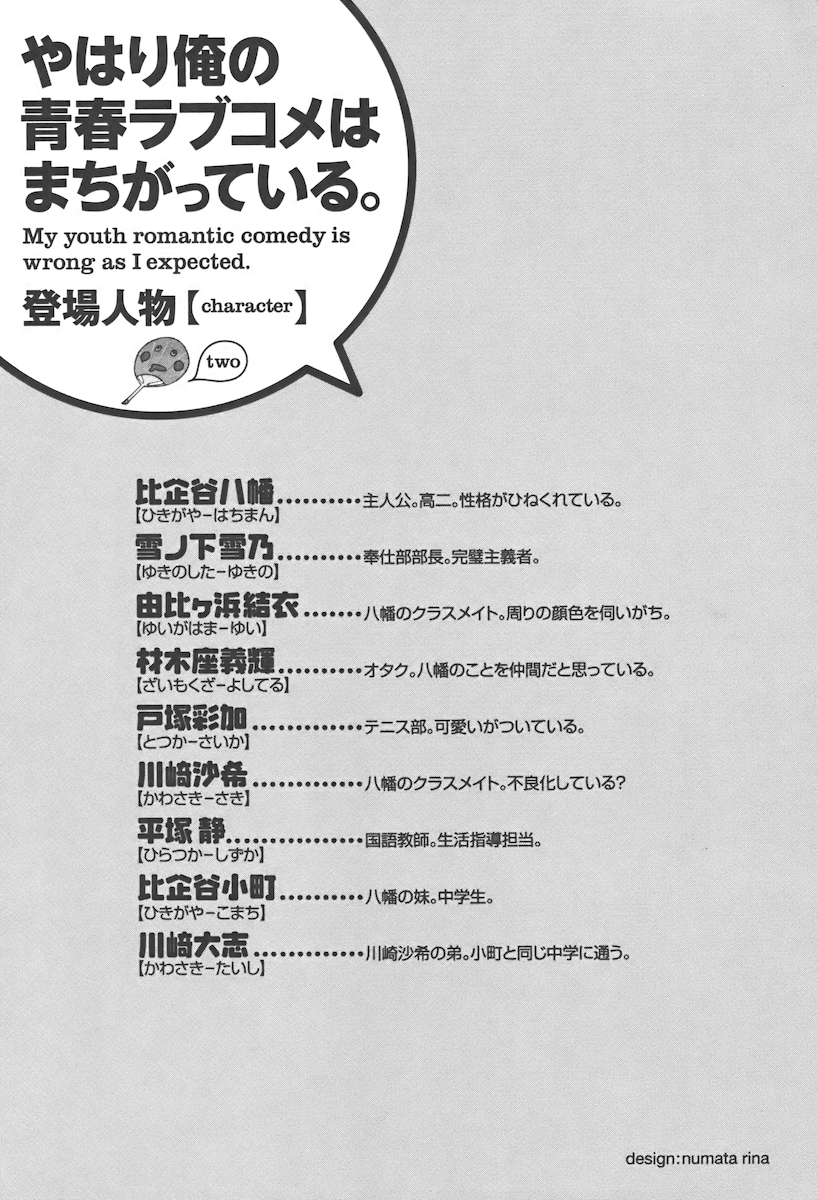 やはり俺の
青春ラブコメは
まちがっている。
My youth romantic comedy is
wrong as I expected.
登場人物【character】
two
比企谷八幡..........主人公。高二。性格がひねくれている。
【ひきがや−はちまん】
雪ノ下雪乃..........奉仕部部長。完璧主義者。
【ゆきのした−ゆきの】
由比ヶ浜結衣.......八幡のクラスメイト。周りの顔色を伺いがち。
【ゆいがはま−ゆい】
材木座義輝..........オタク。八幡のことを仲間だと思っている。
【ざいもくざ−よしてる】
戸塚彩加.............テニス部。可愛いがついている。
【とつか−さいか】
川﨑沙希.............八幡のクラスメイト。不良化している?
【かわさき−さき】
平塚 静................国語教師。生活指導担当。
【ひらつか−しずか】
比企谷小町..........八幡の妹。中学生。
【ひきがや−こまち】
川﨑大志.............川崎沙希の弟。小町と同じ中学に通う。
【かわさき−たいし】
design:numata rina